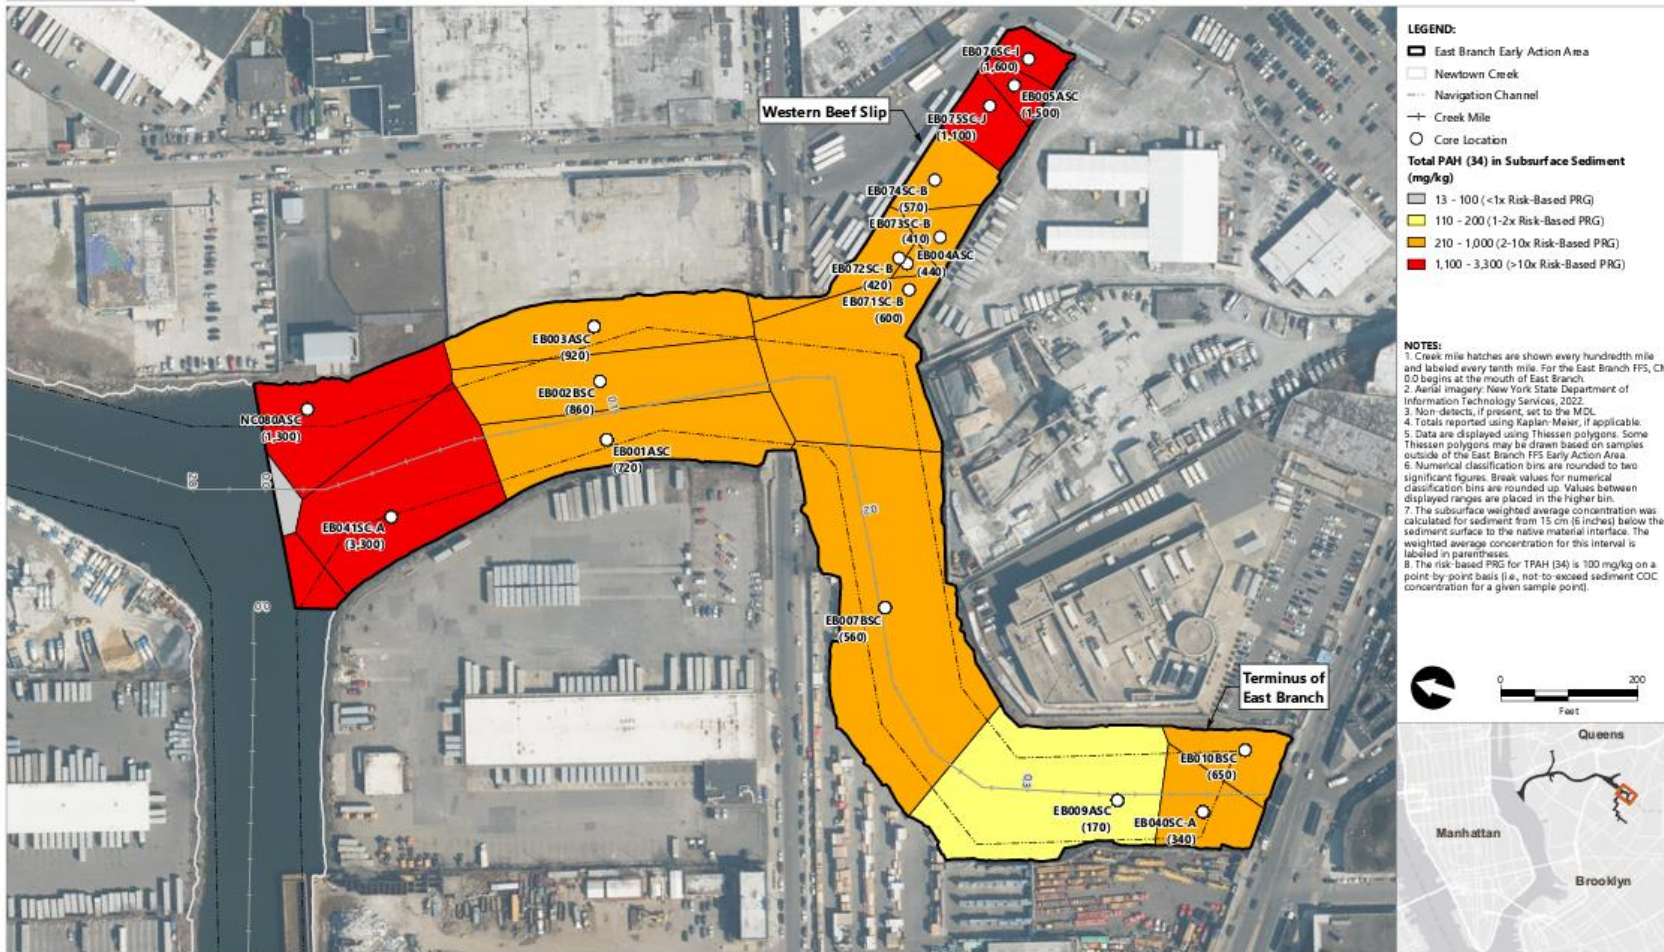 EB076SC-I
(1,600)
EB005ASC
(1,500)
Western Beef Slip
EB075SC-J
(1,100)
EB074SC-B
(570)
EB073SC-B
(410)
EB004ASC
(440)
EB072SC-B
(420)
EB071SC-B
(600)
EB003ASC
(920)
EB002BSC
(860)
0.1
NC080ASC
(1,300)
EB001ASC
(720)
0.0
EB041SC-A
(3,300)
0.0
EB007BSC
(560)
Terminus of
East Branch
EB010BSC
(650)
0.3
EB009ASC
(170)
EB040SC-A
(340)
LEGEND:
East Branch Early Action Area
Newtown Creek
Navigation Channel
Creek Mile
Core Location
Total PAH (34) in Subsurface Sediment
(mg/kg)
13 - 100 (<1x Risk-Based PRG)
110 - 200 (1-2x Risk-Based PRG)
210 - 1,000 (2-10x Risk-Based PRG)
1,100 - 3,300 (>10x Risk-Based PRG)
NOTES:
1. Creek mile hatches are shown every hundredth mile
and labeled every tenth mile. For the East Branch FFS, CM
0.0 begins at the mouth of East Branch.
2. Aerial imagery: New York State Department of
Information Technology Services, 2022.
3. Non-detects, if present, set to the MDL.
4. Totals reported using Kaplan-Meier, if applicable.
5. Data are displayed using Thiessen polygons. Some
Thiessen polygons may be drawn based on samples
outside of the East Branch FFS Early Action Area.
6. Numerical classification bins are rounded to two
significant figures. Break values for numerical
classification bins are rounded up. Values between
displayed ranges are placed in the higher bin.
7. The subsurface weighted average concentration was
calculated for sediment from 15 cm (6 inches) below the
sediment surface to the native material interface. The
weighted average concentration for this interval is
labeled in parentheses.
8. The risk-based PRG for TPAH (34) is 100 mg/kg on a
point-by-point basis (i.e., not-to-exceed sediment COC
concentration for a given sample point).
0
200
Feet
Queens
Manhattan
Brooklyn